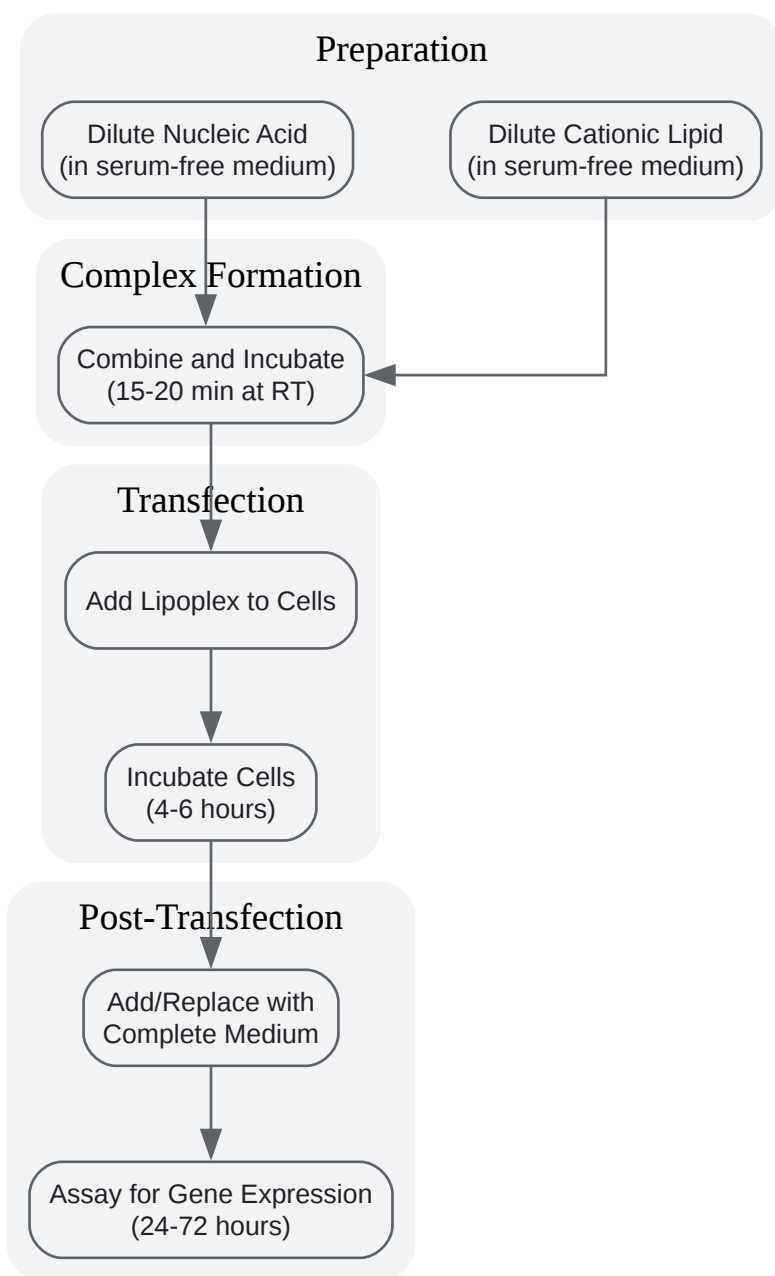 Preparation
Dilute Nucleic Acid
(in serum-free medium)
Dilute Cationic Lipid
(in serum-free medium)
Complex Formation
Combine and Incubate
(15-20 min at RT)
Transfection
Add Lipoplex to Cells
Incubate Cells
(4-6 hours)
Post-Transfection
Add/Replace with
Complete Medium
Assay for Gene Expression
(24-72 hours)